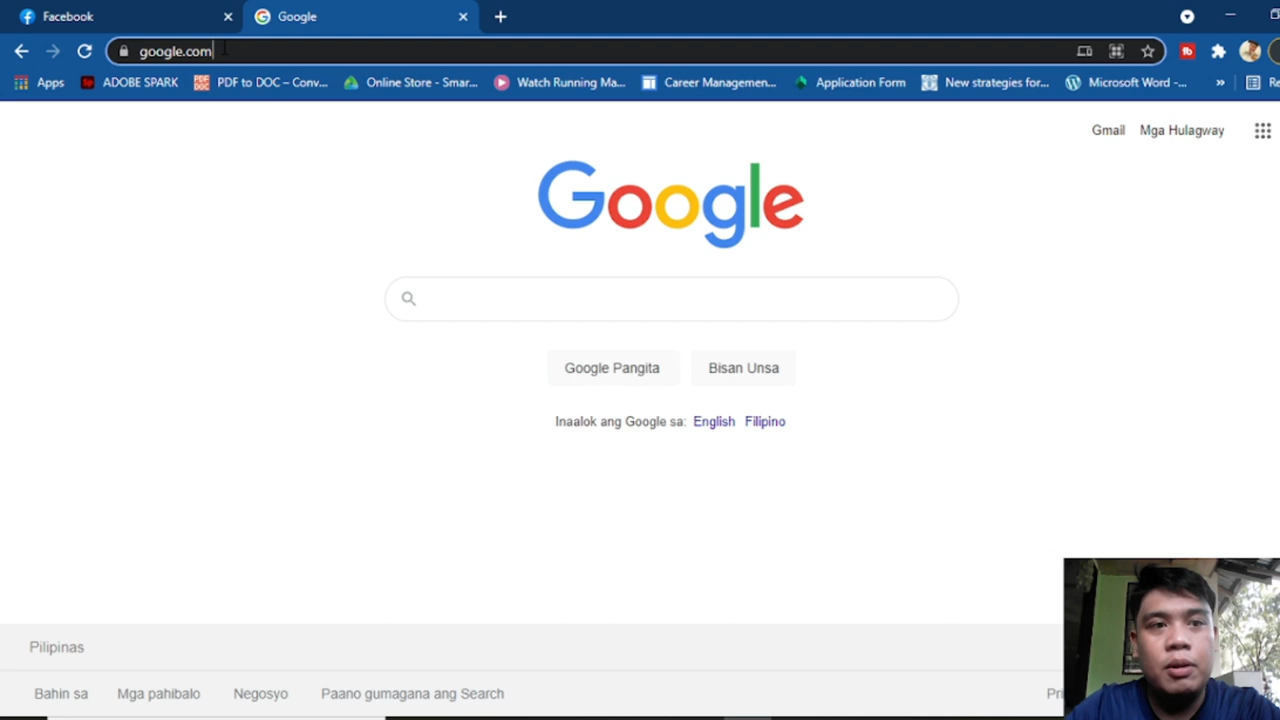 Facebook
Google
google.com
Apps ADOBE SPARK PDF to DOC – Conv... Online Store - Smar... Watch Running Ma... Career Managemen... Application Form New strategies for... Microsoft Word -... »
Gmail Mga Hulagway
Google
Google Pangita Bisan Unsa
Inaalok ang Google sa: English Filipino
Pilipinas
Bahin sa Mga pahibalo Negosyo Paano gumagana ang Search